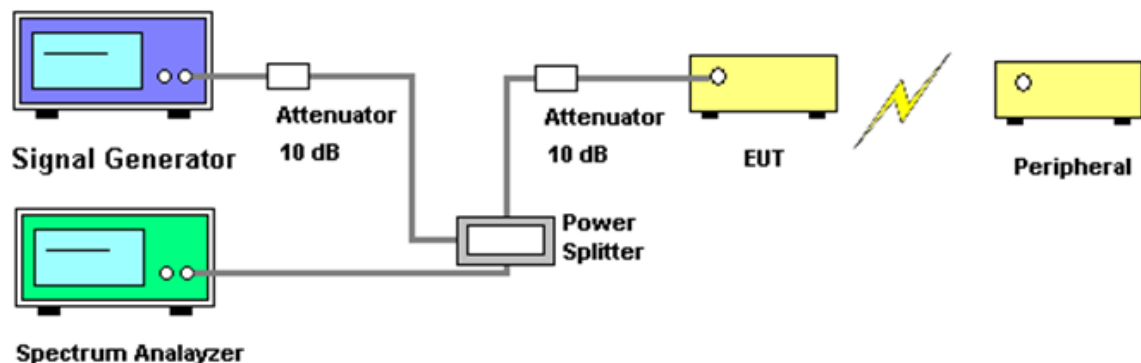 Signal Generator
Attenuator
10 dB
Attenuator
10 dB
EUT
Peripheral
Power
Splitter
Spectrum Analayzer